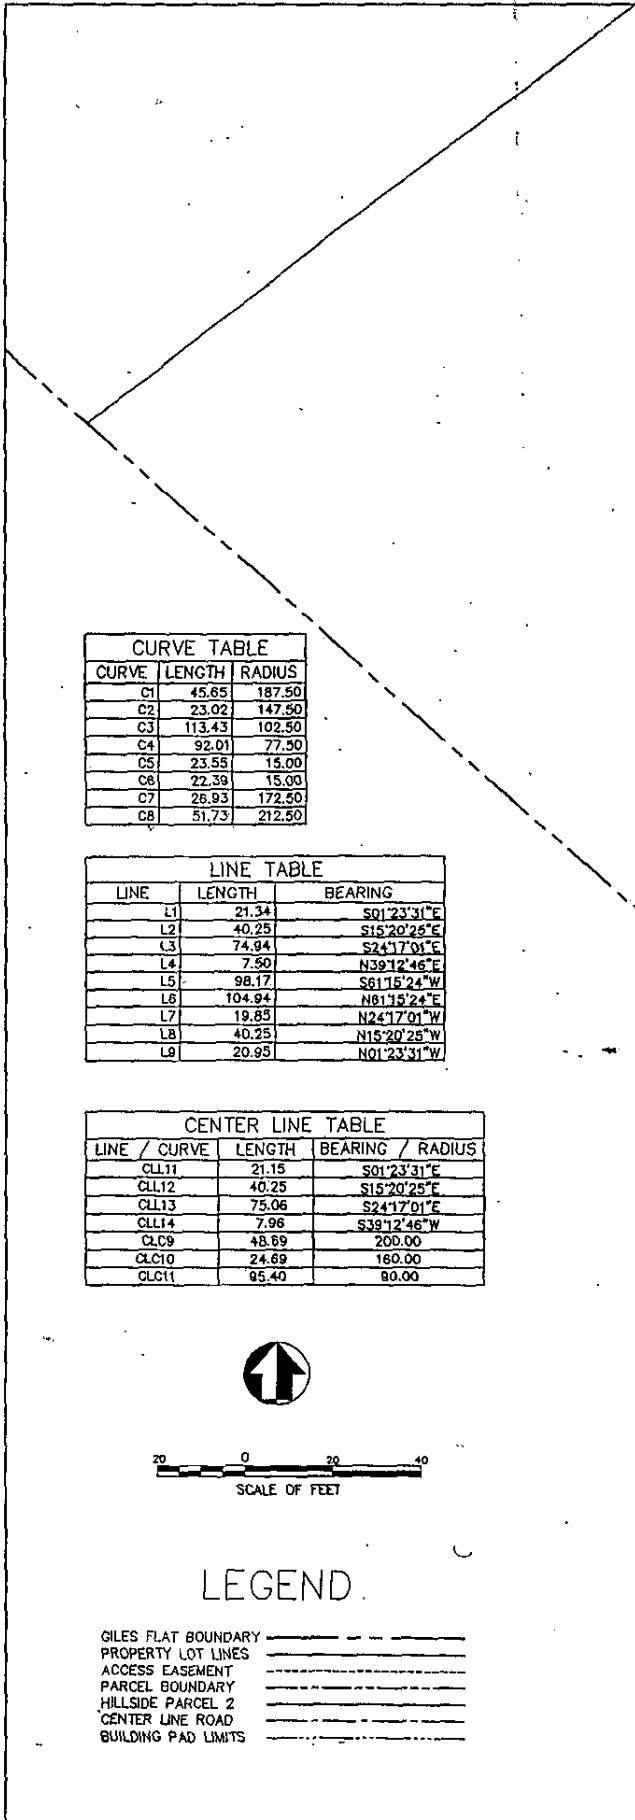 CURVE TABLE
CURVE LENGTH RADIUS
C1 45.65 187.50
C2 23.02 147.50
C3 113.43 102.50
C4 92.01 77.50
C5 23.55 15.00
C6 22.39 15.00
C7 26.93 172.50
C8 51.73 212.50
LINE TABLE
LINE LENGTH BEARING
L1 21.34 S01°23'31"E
L2 40.25 S15°20'25"E
L3 74.94 S24°17'01"E
L4 7.50 N39°12'46"E
L5 98.17 S61°15'24"W
L6 104.94 N61°15'24"E
L7 19.85 N24°17'01"W
L8 40.25 N15°20'25"W
L9 20.95 N01°23'31"W
CENTER LINE TABLE
LINE / CURVE LENGTH BEARING / RADIUS
CLL11 21.15 S01°23'31"E
CLL12 40.25 S15°20'25"E
CLL13 75.06 S24°17'01"E
CLL14 7.96 S39°12'46"W
CLC9 48.69 200.00
CLC10 24.69 160.00
CLC11 95.40 90.00
20 0 20 40
SCALE OF FEET
LEGEND
GILES FLAT BOUNDARY
PROPERTY LOT LINES
ACCESS EASEMENT
PARCEL BOUNDARY
HILLSIDE PARCEL 2
CENTER LINE ROAD
BUILDING PAD LIMITS